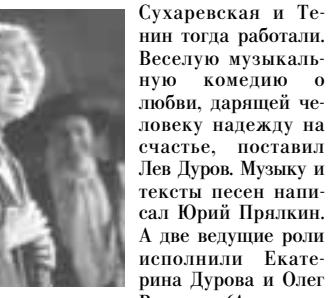 Сухаревская и Те-
нин тогда работали.
Веселую музыкаль-
ную комедию о
любви, дарящей че-
ловеку надежду на
счастье, поставил
Лев Дуров. Музыку и
тексты песен напи-
сал Юрий Прялкин.
А две ведущие роли
исполнили Екате-
рина Дурова и Олег